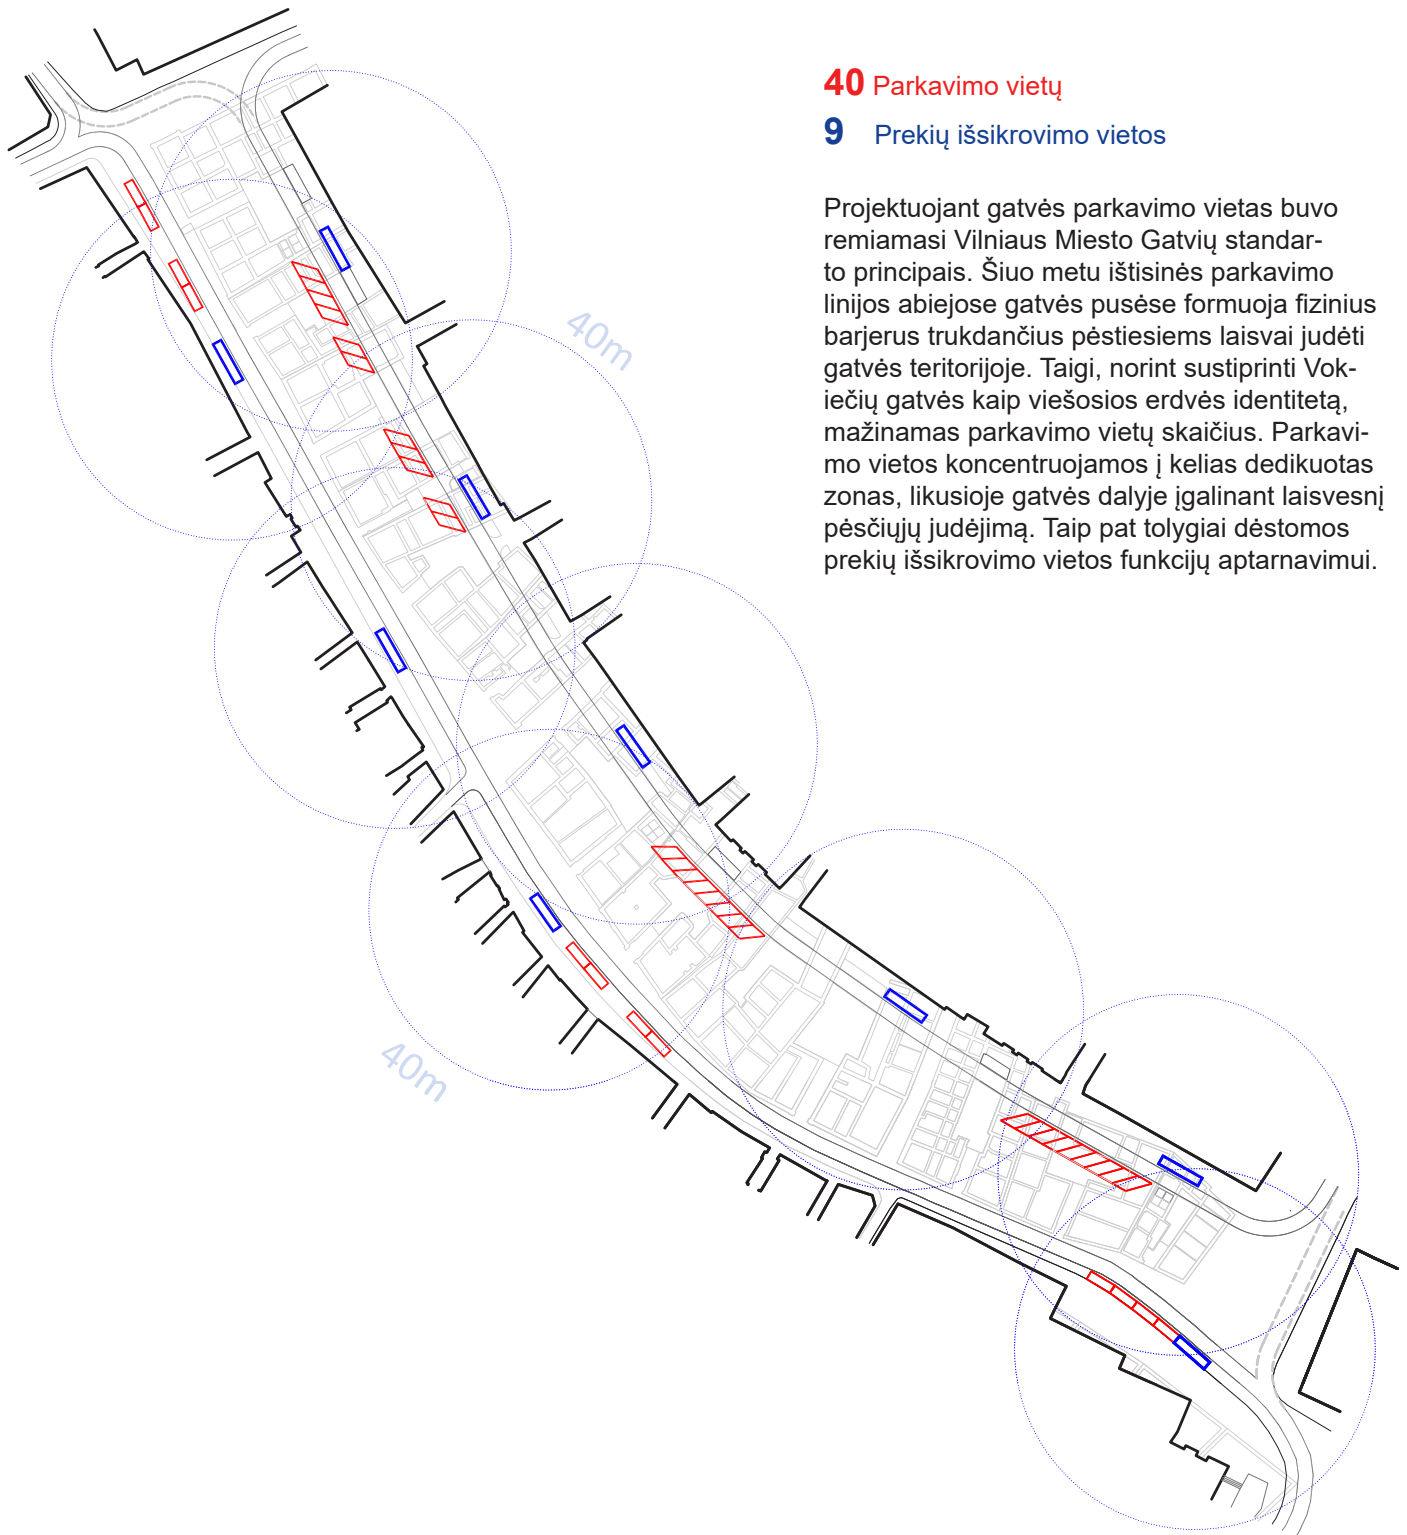 40 Parkavimo vietų
9 Prekių išsikrovimo vietos
Projektuojant gatvės parkavimo vietas buvo
remiamasi Vilniaus Miesto Gatvių standar-
to principais. Šiuo metu ištisinės parkavimo
linijos abiejose gatvės pusėse formuoja fizinius
barjerus trukdančius pėstiesiems laisvai judėti
gatvės teritorijoje. Taigi, norint sustiprinti Vok-
iečių gatvės kaip viešosios erdvės identitetą,
mažinamas parkavimo vietų skaičius. Parkavi-
mo vietos koncentruojamos į kelias dedikuotas
zonas, likusioje gatvės dalyje įgalinant laisvesnį
pėsčiųjų judėjimą. Taip pat tolygiai dėstomos
prekių išsikrovimo vietos funkcijų aptarnavimui.
40m
40m